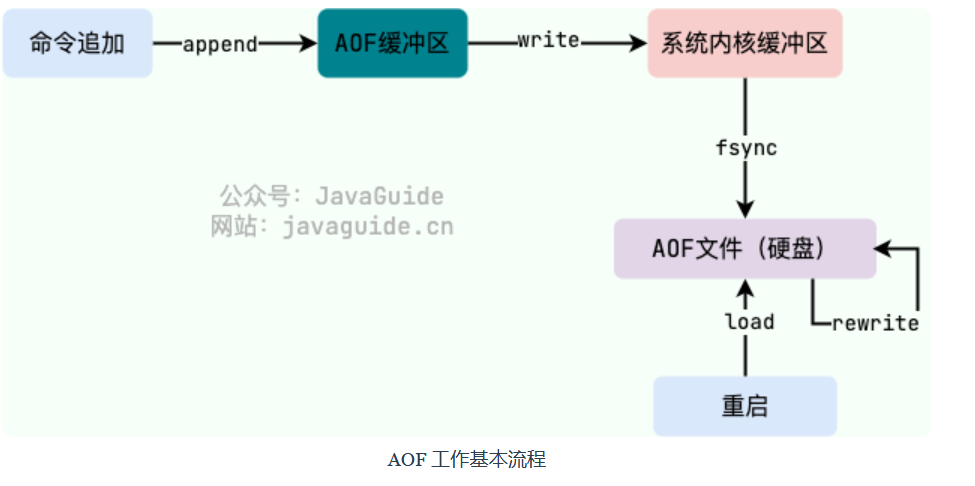 命令追加
append
AOF缓冲区
write
系统内核缓冲区
fsync
公众号：JavaGuide
网站：javaguide.cn
AOF文件（硬盘）
load
rewrite
重启
AOF 工作基本流程